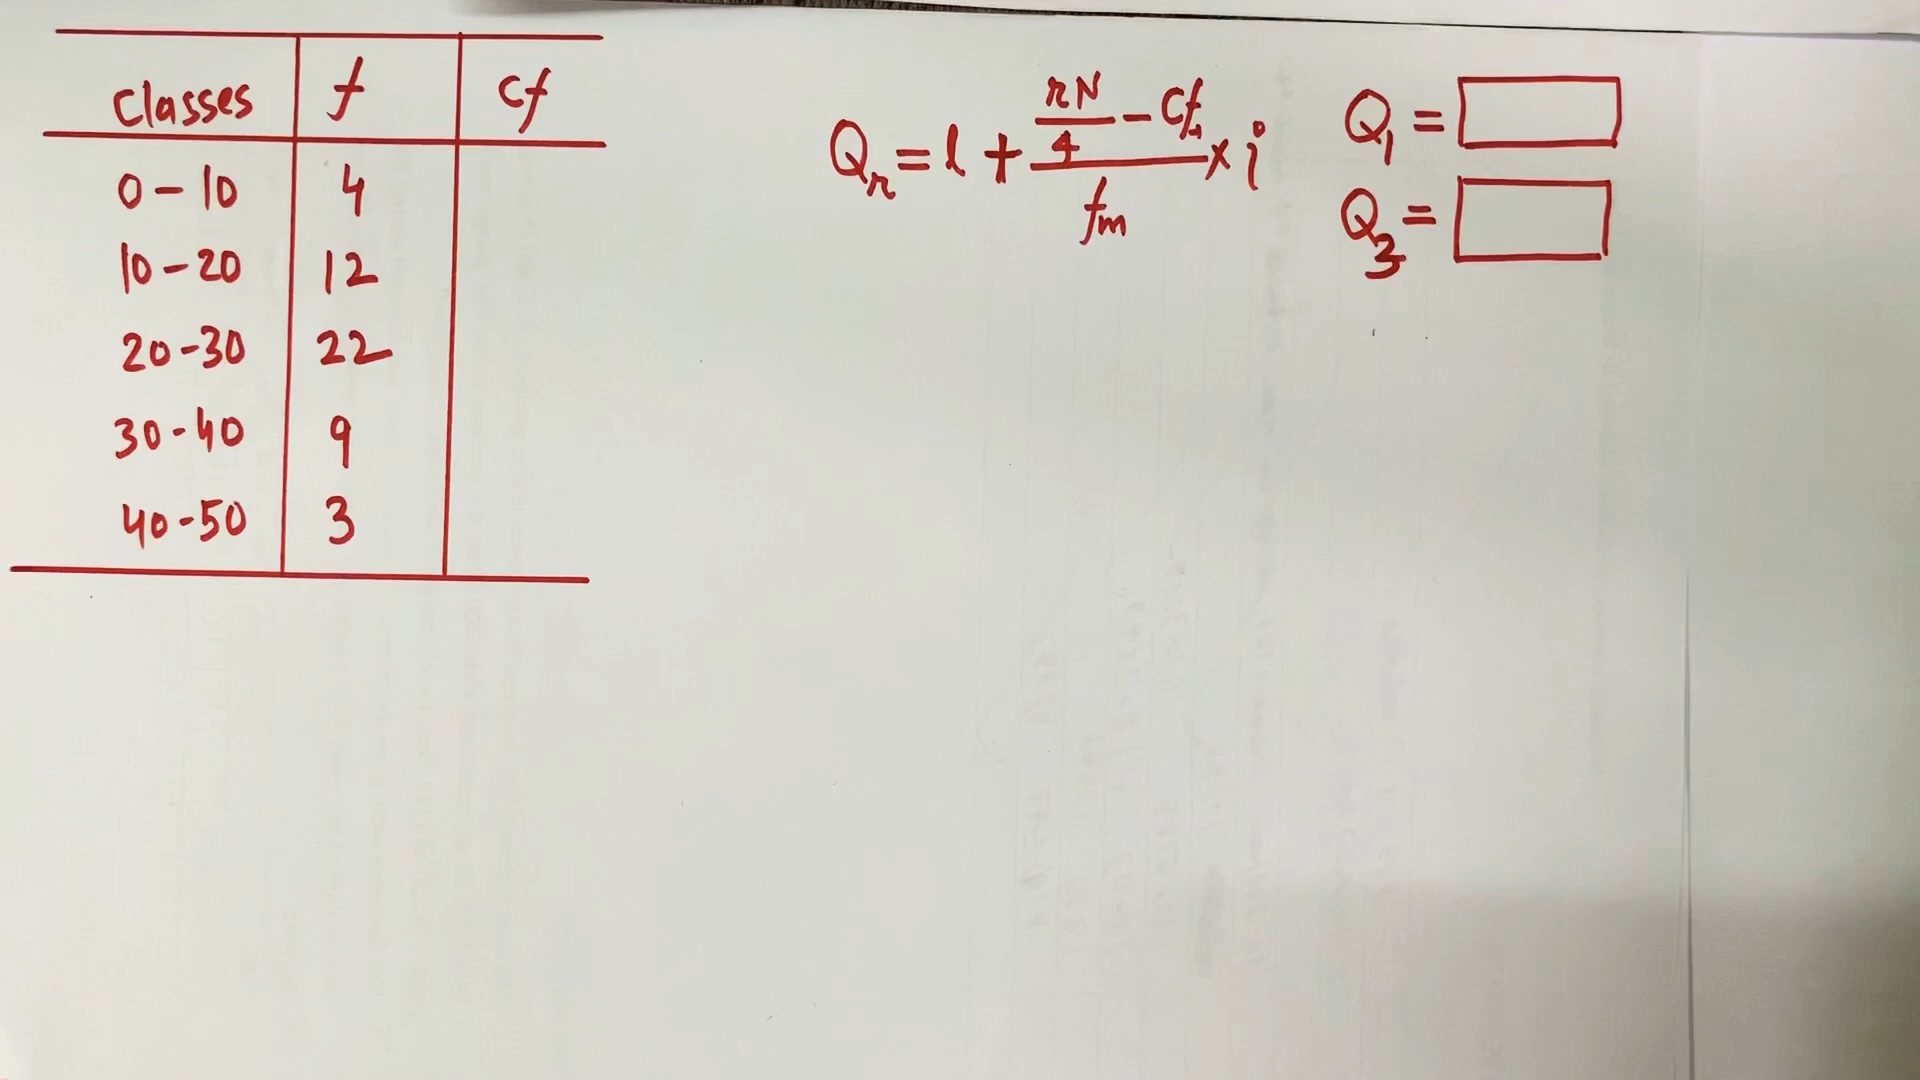 Classes f Cf
0-10 4
10-20 12
20-30 22
30-40 9
40-50 3
Qr = l + (rN/4 - Cf)/fm × i
Q1 =
Q3 =